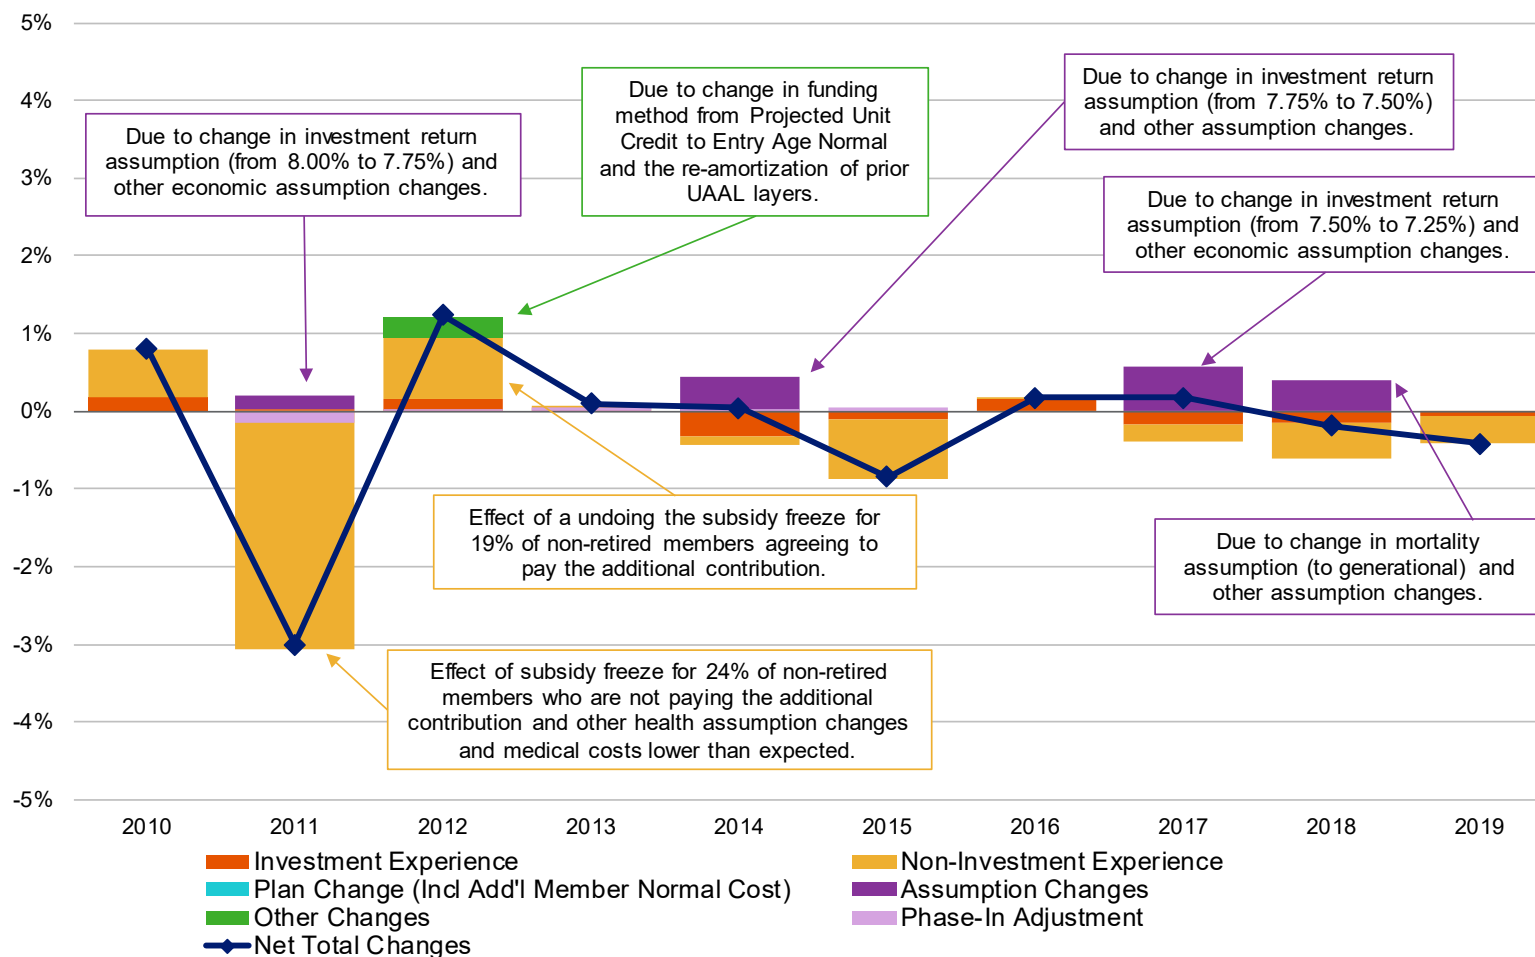 5%
4%
3%
2%
1%
0%
-1%
-2%
-3%
-4%
-5%
Due to change in investment return
assumption (from 8.00% to 7.75%) and
other economic assumption changes.
Due to change in funding
method from Projected Unit
Credit to Entry Age Normal
and the re-amortization of prior
UAAL layers.
Due to change in investment return
assumption (from 7.75% to 7.50%)
and other assumption changes.
Due to change in investment return
assumption (from 7.50% to 7.25%) and
other economic assumption changes.
Effect of a undoing the subsidy freeze for
19% of non-retired members agreeing to
pay the additional contribution.
Due to change in mortality
assumption (to generational) and
other assumption changes.
Effect of subsidy freeze for 24% of non-retired
members who are not paying the additional
contribution and other health assumption changes
and medical costs lower than expected.
2010 2011 2012 2013 2014 2015 2016 2017 2018 2019
Investment Experience
Non-Investment Experience
Plan Change (Incl Add'l Member Normal Cost)
Assumption Changes
Other Changes
Phase-In Adjustment
Net Total Changes